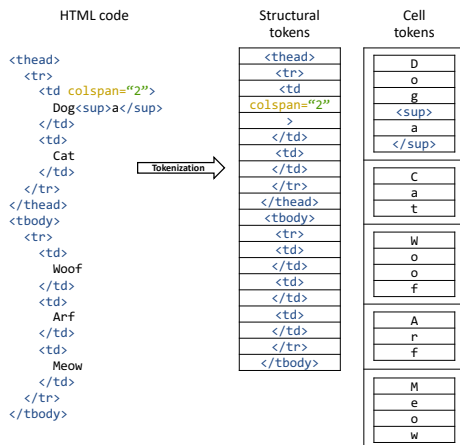 HTML code
<thead>
<tr>
<td colspan=“2”>
Dog<sup>a</sup>
</td>
<td>
Cat
</td>
</tr>
</thead>
<tbody>
<tr>
<td>
Woof
</td>
<td>
Arf
</td>
<td>
Meow
</td>
</tr>
</tbody>
Tokenization
Structural
tokens
<thead>
<tr>
<td
colspan=“2”
>
</td>
<td>
</td>
</tr>
</thead>
<tbody>
<tr>
<td>
</td>
<td>
</td>
<td>
</td>
</tr>
</tbody>
Cell
tokens
D
o
g
<sup>
a
</sup>
C
a
t
W
o
o
f
A
r
f
M
e
o
w